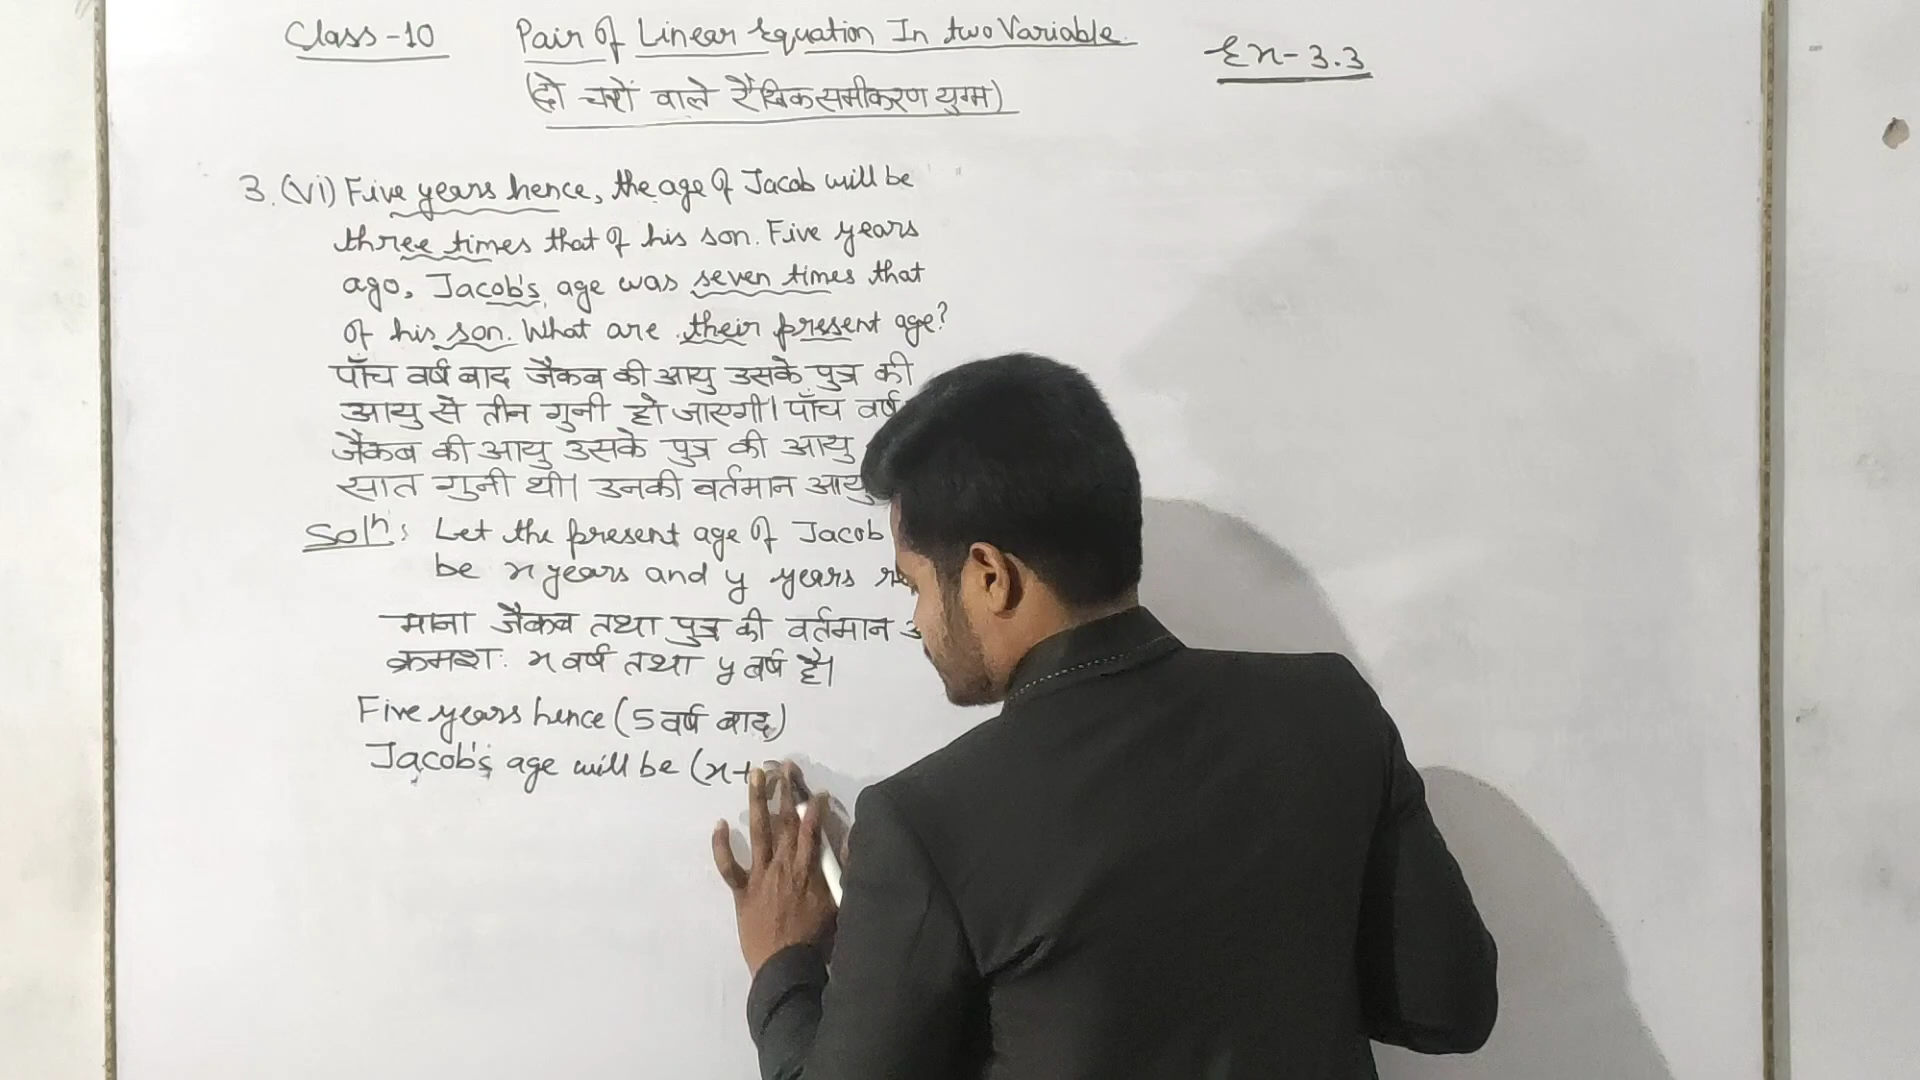 Class-10 Pair of Linear Equation In two Variable. Ex-3.3
(दो चरों वाले रैखिक समीकरण युग्म)
3. (vi) Five years hence, the age of Jacob will be
three times that of his son. Five years
ago, Jacob's age was seven times that
of his son. What are their present age?
पाँच वर्ष बाद जैकब की आयु उसके पुत्र की
आयु से तीन गुनी हो जाएगी। पाँच वर्ष
जैकब की आयु उसके पुत्र की आयु
सात गुनी थी। उनकी वर्तमान आयु
Solⁿ: Let the present age of Jacob
be x years and y years
माना जैकब तथा पुत्र की वर्तमान
क्रमशः x वर्ष तथा y वर्ष है।
Five years hence (5 वर्ष बाद)
Jacob's age will be (x+